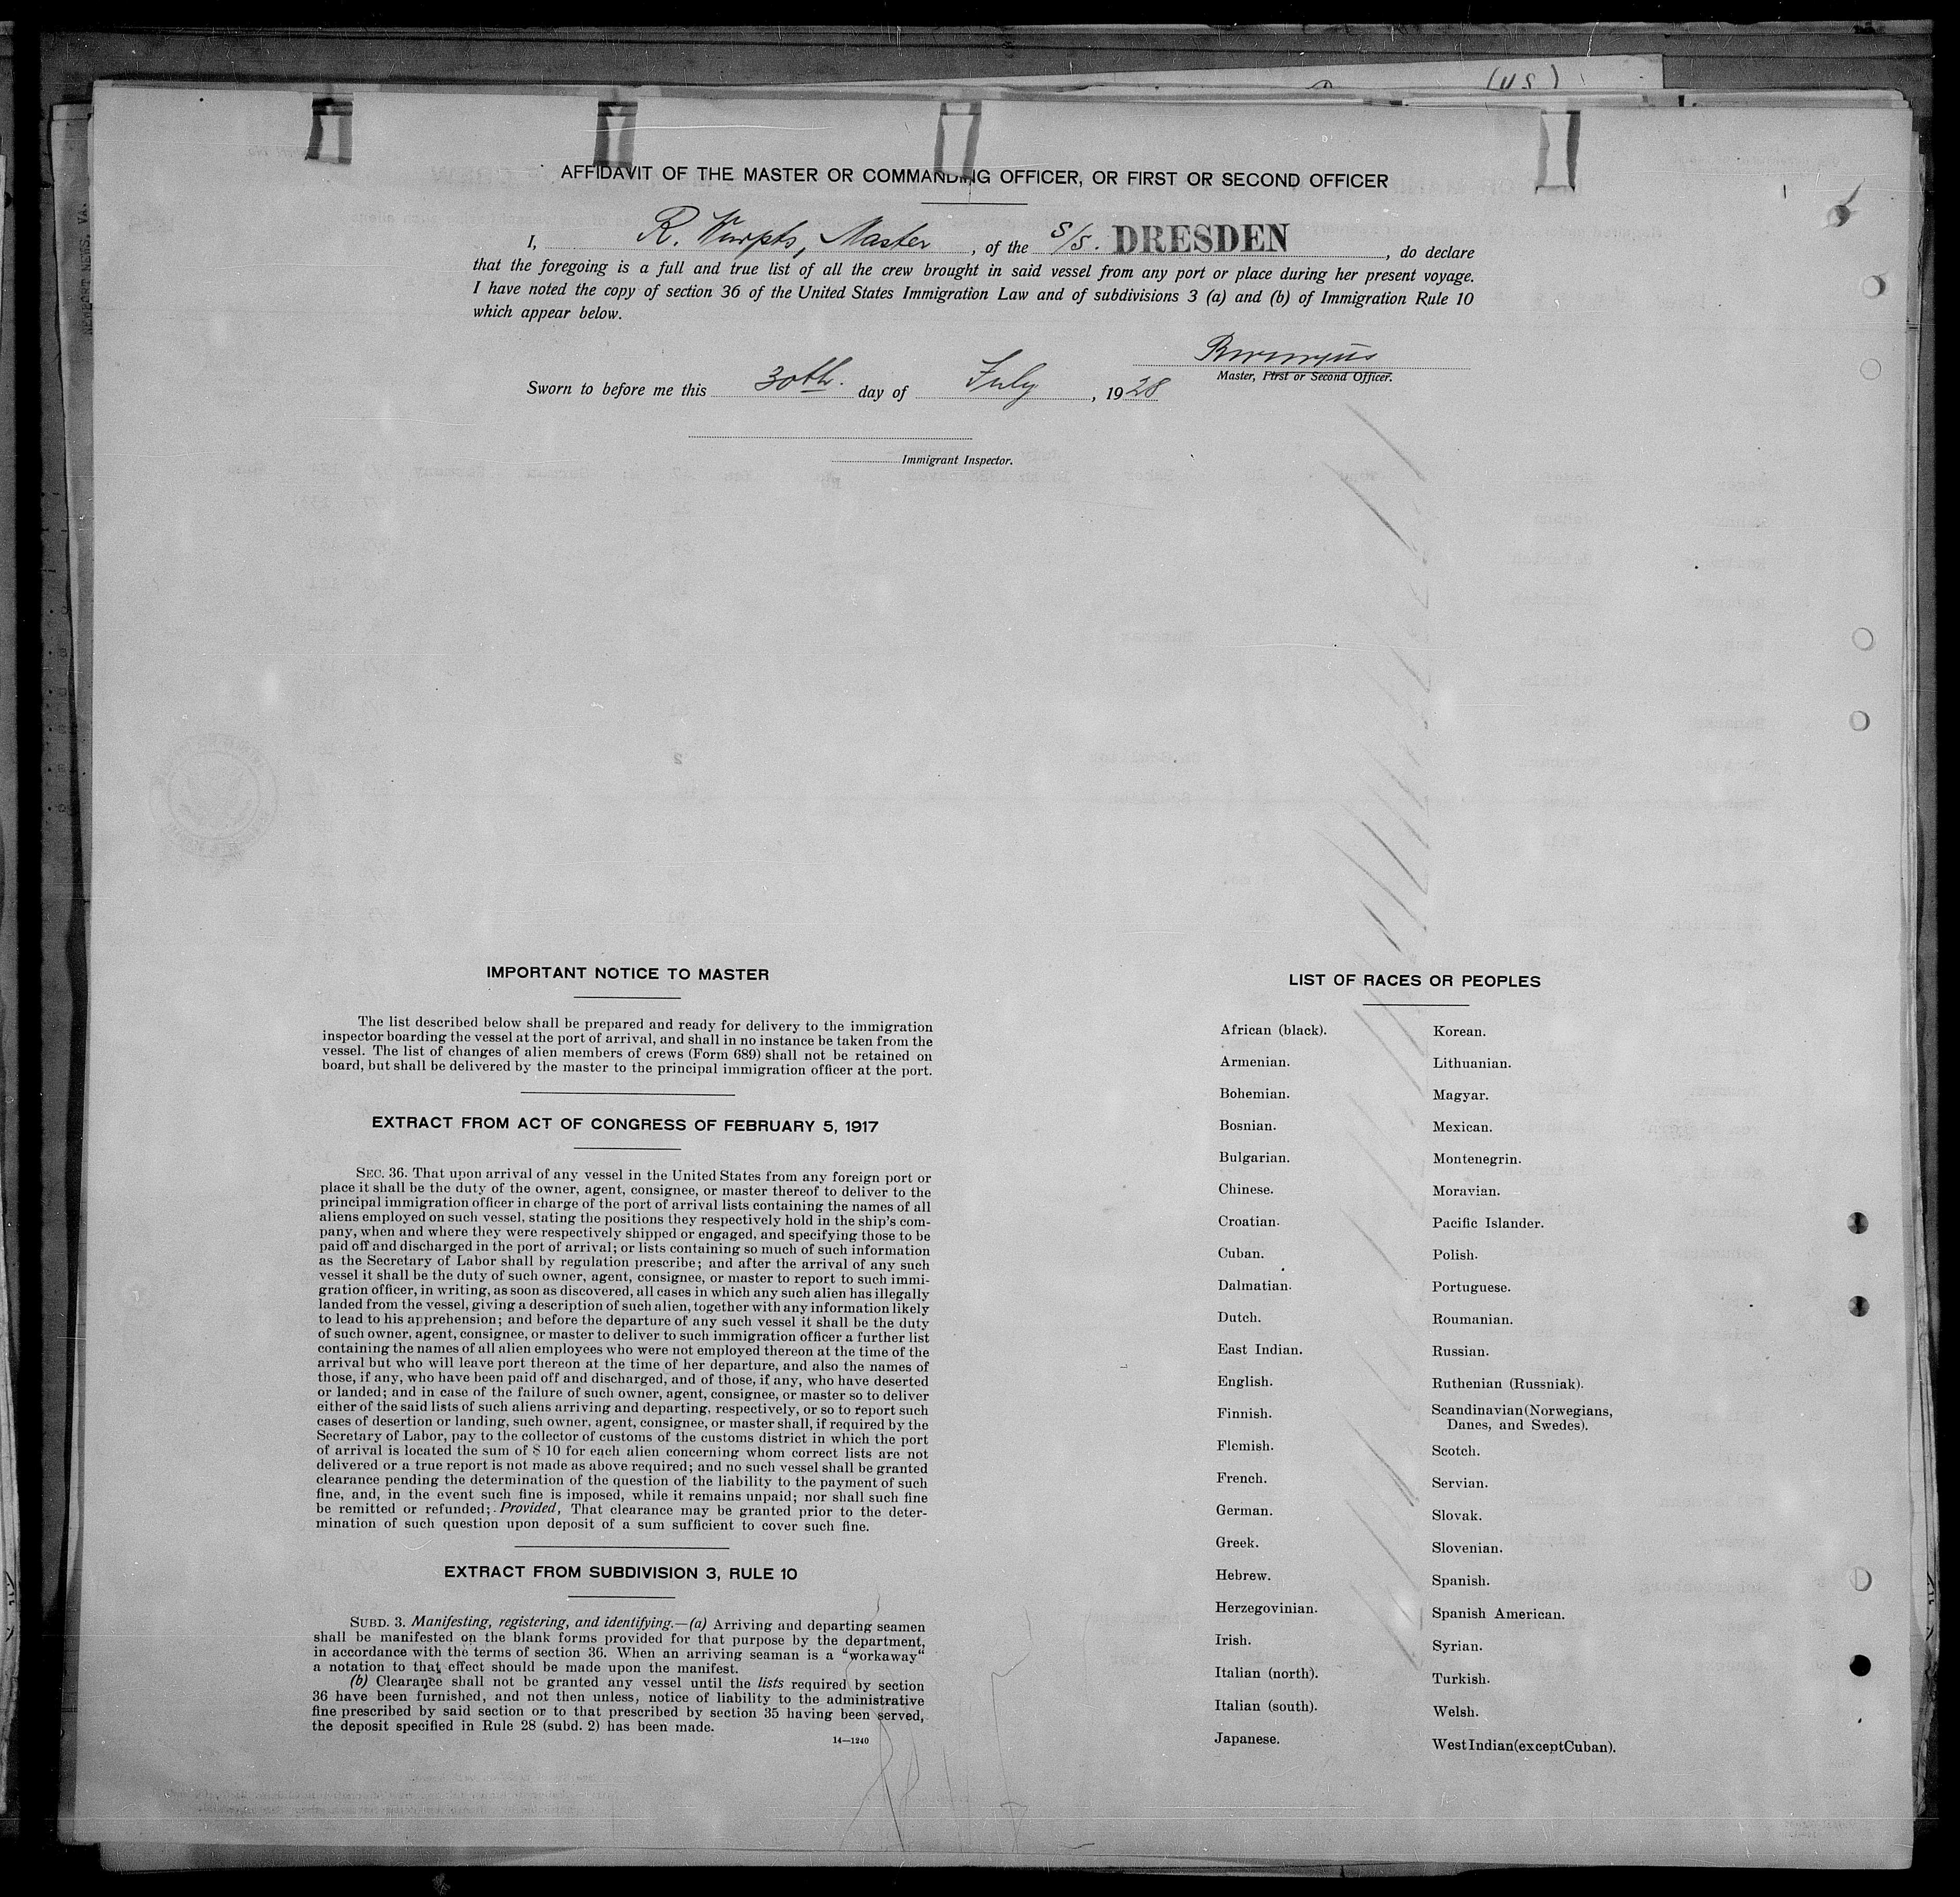 (US)
NEWPORT NEWS, VA.
AFFIDAVIT OF THE MASTER OR COMMANDING OFFICER, OR FIRST OR SECOND OFFICER
I, R. Wurpts, Master, of the S/S. DRESDEN, do declare
that the foregoing is a full and true list of all the crew brought in said vessel from any port or place during her present voyage.
I have noted the copy of section 36 of the United States Immigration Law and of subdivisions 3 (a) and (b) of Immigration Rule 10
which appear below.
Master, First or Second Officer.
Sworn to before me this 30th. day of July, 1928
Immigrant Inspector.
IMPORTANT NOTICE TO MASTER
The list described below shall be prepared and ready for delivery to the immigration
inspector boarding the vessel at the port of arrival, and shall in no instance be taken from the
vessel. The list of changes of alien members of crews (Form 689) shall not be retained on
board, but shall be delivered by the master to the principal immigration officer at the port.
EXTRACT FROM ACT OF CONGRESS OF FEBRUARY 5, 1917
SEC. 36. That upon arrival of any vessel in the United States from any foreign port or
place it shall be the duty of the owner, agent, consignee, or master thereof to deliver to the
principal immigration officer in charge of the port of arrival lists containing the names of all
aliens employed on such vessel, stating the positions they respectively hold in the ship's com-
pany, when and where they were respectively shipped or engaged, and specifying those to be
paid off and discharged in the port of arrival; or lists containing so much of such information
as the Secretary of Labor shall by regulation prescribe; and after the arrival of any such
vessel it shall be the duty of such owner, agent, consignee, or master to report to such immi-
gration officer, in writing, as soon as discovered, all cases in which any such alien has illegally
landed from the vessel, giving a description of such alien, together with any information likely
to lead to his apprehension; and before the departure of any such vessel it shall be the duty
of such owner, agent, consignee, or master to deliver to such immigration officer a further list
containing the names of all alien employees who were not employed thereon at the time of the
arrival but who will leave port thereon at the time of her departure, and also the names of
those, if any, who have been paid off and discharged, and of those, if any, who have deserted
or landed; and in case of the failure of such owner, agent, consignee, or master so to deliver
either of the said lists of such aliens arriving and departing, respectively, or so to report such
cases of desertion or landing, such owner, agent, consignee, or master shall, if required by the
Secretary of Labor, pay to the collector of customs of the customs district in which the port
of arrival is located the sum of $ 10 for each alien concerning whom correct lists are not
delivered or a true report is not made as above required; and no such vessel shall be granted
clearance pending the determination of the question of the liability to the payment of such
fine, and, in the event such fine is imposed, while it remains unpaid; nor shall such fine
be remitted or refunded; Provided, That clearance may be granted prior to the deter-
mination of such question upon deposit of a sum sufficient to cover such fine.
EXTRACT FROM SUBDIVISION 3, RULE 10
SUBD. 3. Manifesting, registering, and identifying.—(a) Arriving and departing seamen
shall be manifested on the blank forms provided for that purpose by the department,
in accordance with the terms of section 36. When an arriving seaman is a "workaway"
a notation to that effect should be made upon the manifest.
(b) Clearance shall not be granted any vessel until the lists required by section
36 have been furnished, and not then unless, notice of liability to the administrative
fine prescribed by said section or to that prescribed by section 35 having been served,
the deposit specified in Rule 28 (subd. 2) has been made.
14—1240
LIST OF RACES OR PEOPLES
African (black).
Armenian.
Bohemian.
Bosnian.
Bulgarian.
Chinese.
Croatian.
Cuban.
Dalmatian.
Dutch.
East Indian.
English.
Finnish.
Flemish.
French.
German.
Greek.
Hebrew.
Herzegovinian.
Irish.
Italian (north).
Italian (south).
Japanese.
Korean.
Lithuanian.
Magyar.
Mexican.
Montenegrin.
Moravian.
Pacific Islander.
Polish.
Portuguese.
Roumanian.
Russian.
Ruthenian (Russniak).
Scandinavian (Norwegians,
Danes, and Swedes).
Scotch.
Servian.
Slovak.
Slovenian.
Spanish.
Spanish American.
Syrian.
Turkish.
Welsh.
West Indian (except Cuban).